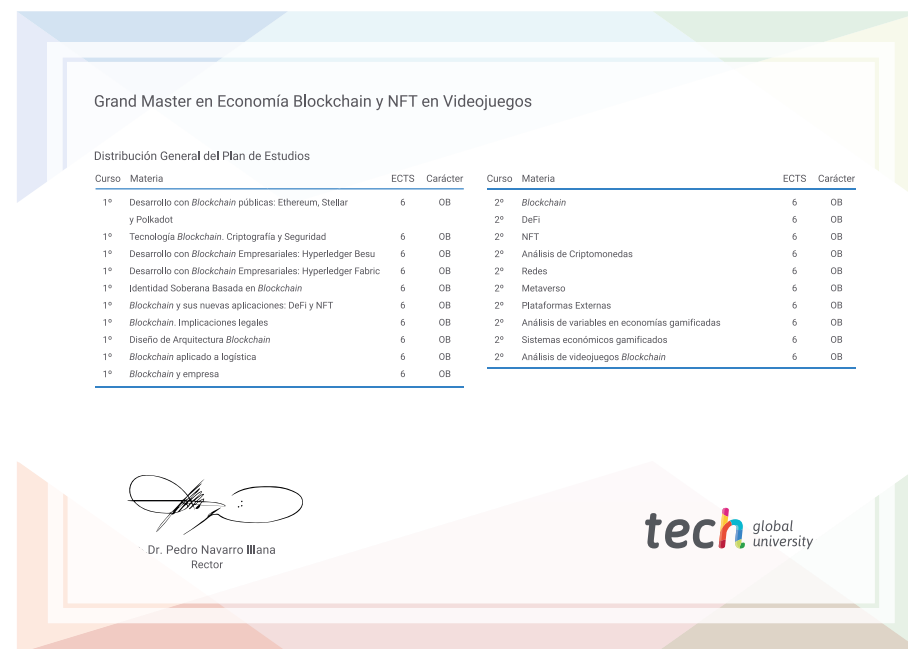 Grand Master en Economía Blockchain y NFT en Videojuegos
Distribución General del Plan de Estudios
Curso Materia ECTS Carácter
1º Desarrollo con Blockchain públicas: Ethereum, Stellar 6 OB
y Polkadot
1º Tecnología Blockchain. Criptografía y Seguridad 6 OB
1º Desarrollo con Blockchain Empresariales: Hyperledger Besu 6 OB
1º Desarrollo con Blockchain Empresariales: Hyperledger Fabric 6 OB
1º Identidad Soberana Basada en Blockchain 6 OB
1º Blockchain y sus nuevas aplicaciones: DeFi y NFT 6 OB
1º Blockchain. Implicaciones legales 6 OB
1º Diseño de Arquitectura Blockchain 6 OB
1º Blockchain aplicado a logística 6 OB
1º Blockchain y empresa 6 OB
Curso Materia ECTS Carácter
2º Blockchain 6 OB
2º DeFi 6 OB
2º NFT 6 OB
2º Análisis de Criptomonedas 6 OB
2º Redes 6 OB
2º Metaverso 6 OB
2º Plataformas Externas 6 OB
2º Análisis de variables en economías gamificadas 6 OB
2º Sistemas económicos gamificados 6 OB
2º Análisis de videojuegos Blockchain 6 OB
Dr. Pedro Navarro Illana
Rector
tech global
university